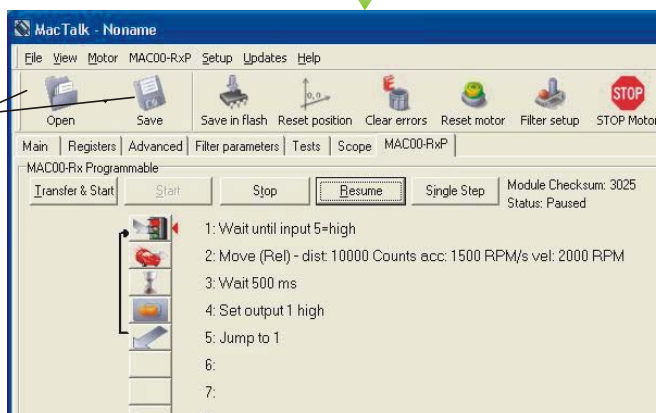 MacTalk - Noname
File View Motor MAC00-RxP Setup Updates Help
Open Save Save in flash Reset position Clear errors Reset motor Filter setup STOP Motor
0,0
E
STOP
Main Registers Advanced Filter parameters Tests Scope MAC00-RxP
MAC00-Rx Programmable
Transfer & Start Start Stop Resume Single Step
Module Checksum: 3025
Status: Paused
1: Wait until input 5=high
2: Move (Rel) - dist: 10000 Counts acc: 1500 RPM/s vel: 2000 RPM
3: Wait 500 ms
4: Set output 1 high
5: Jump to 1
6:
7: